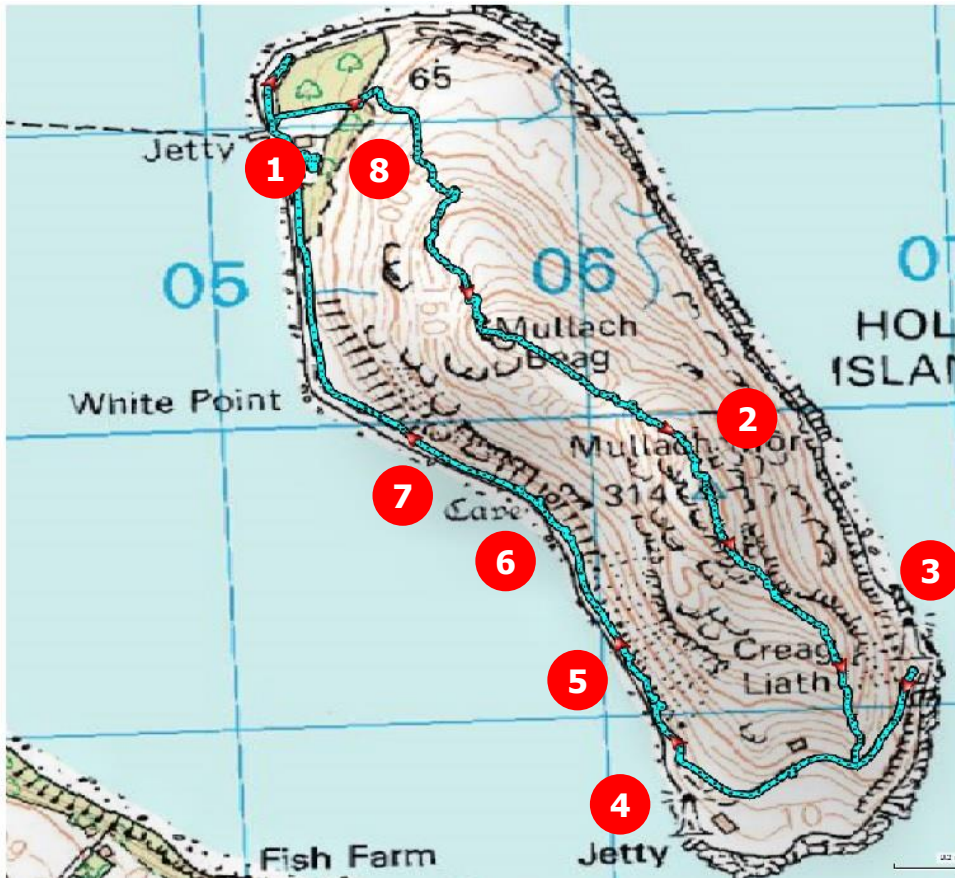 65
Jetty
1
8
05
06
07
HOL
ISLAN
Mullach
Beag
White Point
2
Mullach Mor
314
7
Cave
6
3
Creag
Liath
5
4
10
Jetty
Fish Farm